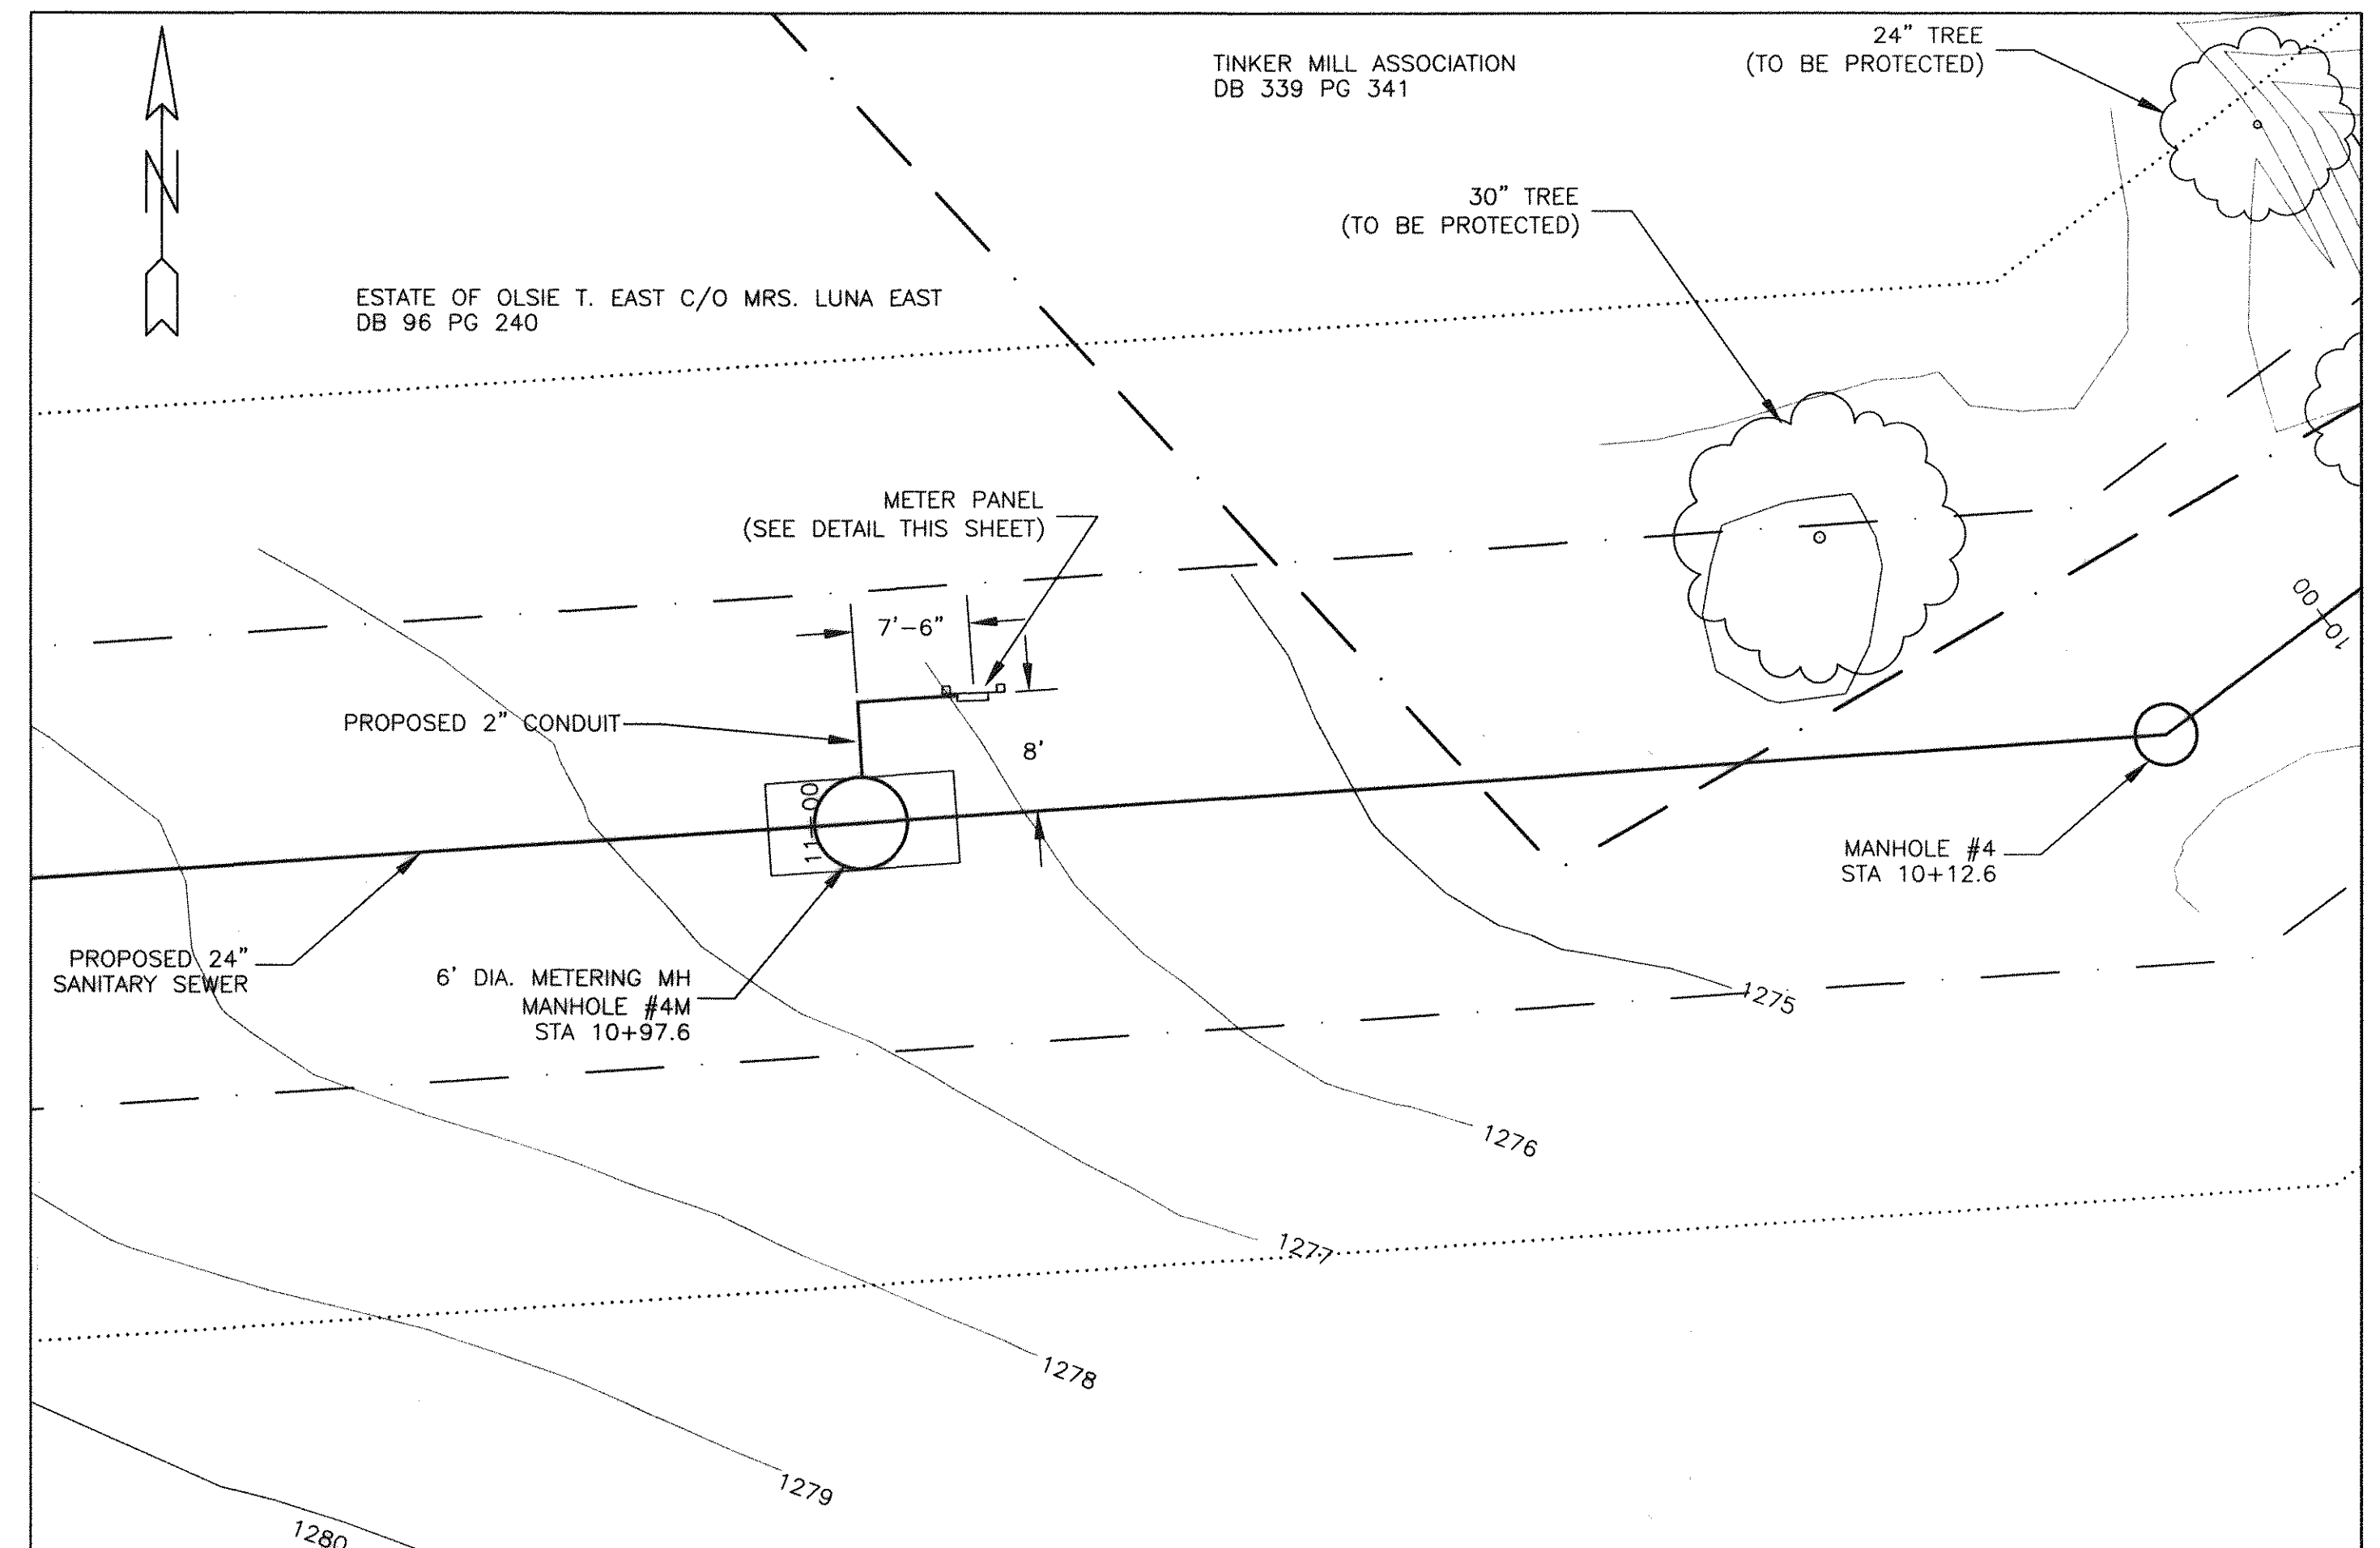 24" TREE
(TO BE PROTECTED)
TINKER MILL ASSOCIATION
DB 339 PG 341
N
30" TREE
(TO BE PROTECTED)
ESTATE OF OLSIE T. EAST C/O MRS. LUNA EAST
DB 96 PG 240
METER PANEL
(SEE DETAIL THIS SHEET)
7'-6"
10+00
PROPOSED 2" CONDUIT
8'
11+00
MANHOLE #4
STA 10+12.6
PROPOSED 24"
SANITARY SEWER
6' DIA. METERING MH
MANHOLE #4M
STA 10+97.6
1275
1276
1277
1278
1279
1280